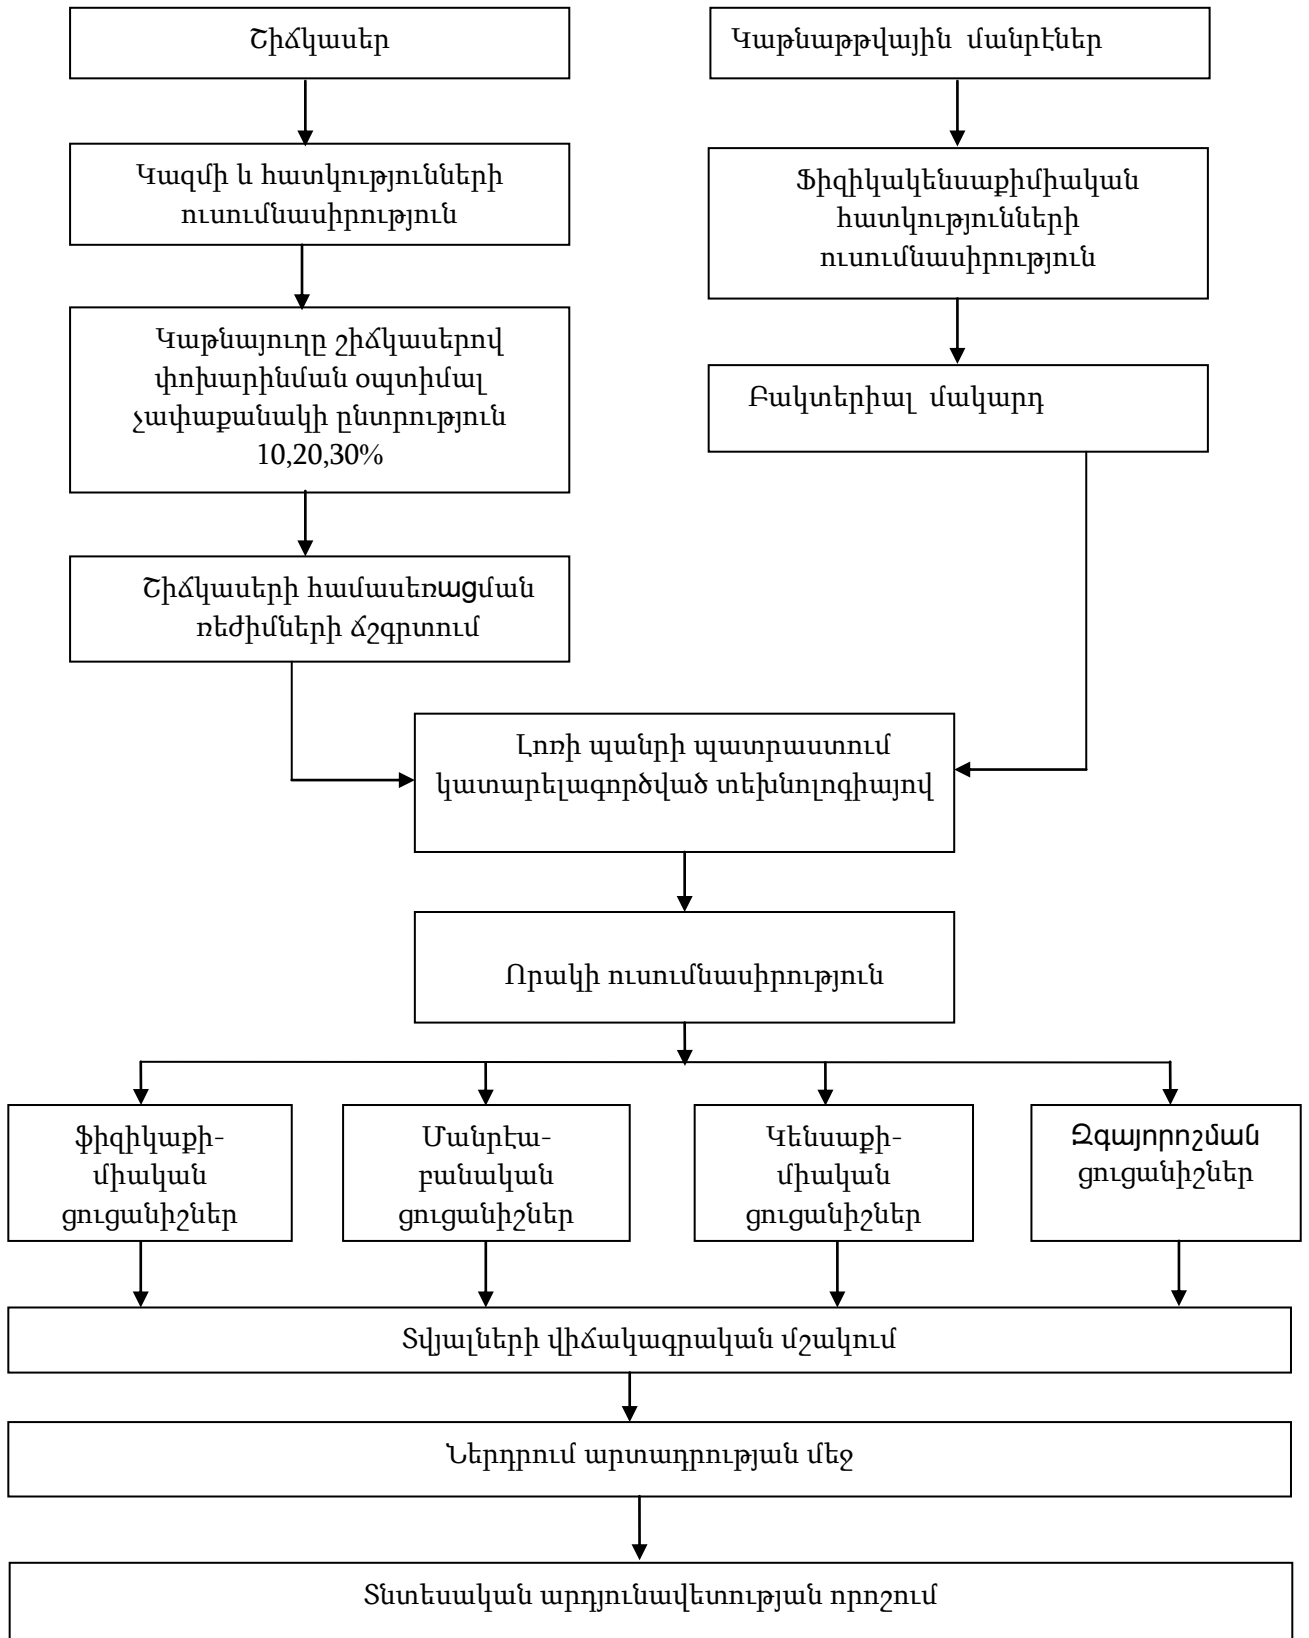 Շիճկասեր
Կաթնաթթվային մանրէներ
Կազմի և հատկությունների
ուսումնասիրություն
Ֆիզիկակենսաքիմիական
հատկությունների
ուսումնասիրություն
Կաթնայուղը շիճկասերով
փոխարինման օպտիմալ
չափաքանակի ընտրություն
10,20,30%
Բակտերիալ մակարդ
Շիճկասերի համասեռացման
ռեժիմների ճշգրտում
Լոռի պանրի պատրաստում
կատարելագործված տեխնոլոգիայով
Որակի ուսումնասիրություն
ֆիզիկաքի-
միական
ցուցանիշներ
Մանրէա-
բանական
ցուցանիշներ
Կենսաքի-
միական
ցուցանիշներ
Զգայորոշման
ցուցանիշներ
Տվյալների վիճակագրական մշակում
Ներդրում արտադրության մեջ
Տնտեսական արդյունավետության որոշում